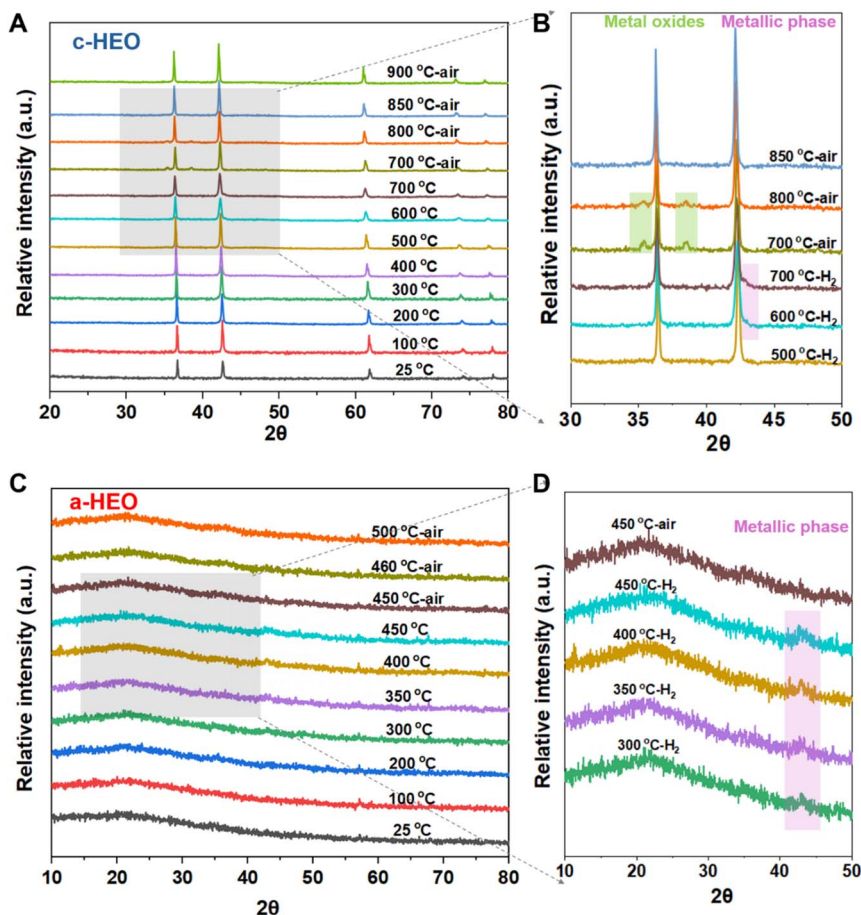 A
c-HEO
900 °C-air
850 °C-air
800 °C-air
700 °C-air
700 °C
600 °C
500 °C
400 °C
300 °C
200 °C
100 °C
25 °C
Relative intensity (a.u.)
20 30 40 50 60 70 80
2θ
B
Metal oxides
Metallic phase
850 °C-air
800 °C-air
700 °C-air
700 °C-H₂
600 °C-H₂
500 °C-H₂
Relative intensity (a.u.)
30 35 40 45 50
2θ
C
a-HEO
500 °C-air
460 °C-air
450 °C-air
450 °C
400 °C
350 °C
300 °C
200 °C
100 °C
25 °C
Relative intensity (a.u.)
10 20 30 40 50 60 70 80
2θ
D
Metallic phase
450 °C-air
450 °C-H₂
400 °C-H₂
350 °C-H₂
300 °C-H₂
Relative intensity (a.u.)
10 20 30 40 50
2θ